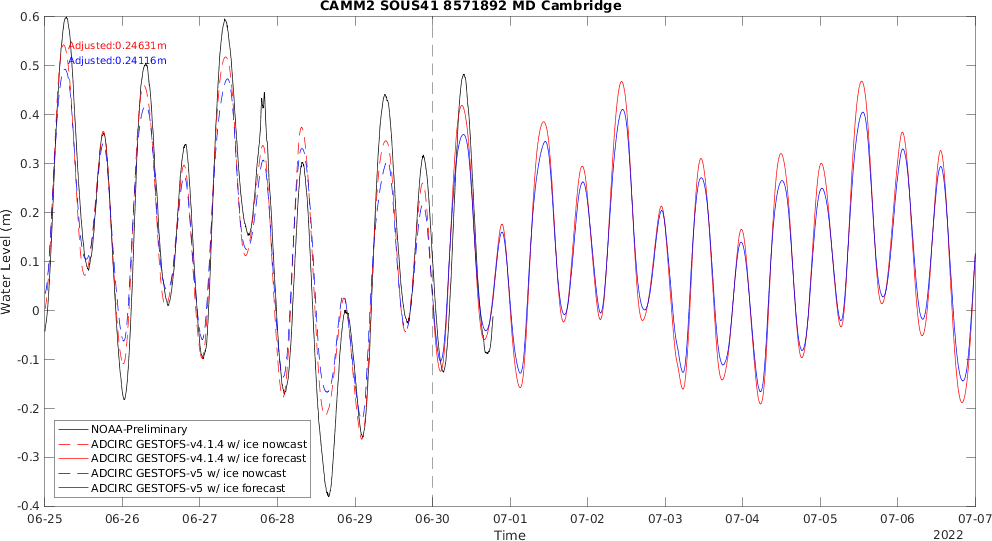 CAMM2 SOUS41 8571892 MD Cambridge
Adjusted:0.24631m
Adjusted:0.24116m
Water Level (m)
0.6
0.5
0.4
0.3
0.2
0.1
0
-0.1
-0.2
-0.3
-0.4
NOAA-Preliminary
ADCIRC GESTOFS-v4.1.4 w/ ice nowcast
ADCIRC GESTOFS-v4.1.4 w/ ice forecast
ADCIRC GESTOFS-v5 w/ ice nowcast
ADCIRC GESTOFS-v5 w/ ice forecast
06-25 06-26 06-27 06-28 06-29 06-30 07-01 07-02 07-03 07-04 07-05 07-06 07-07
Time
2022